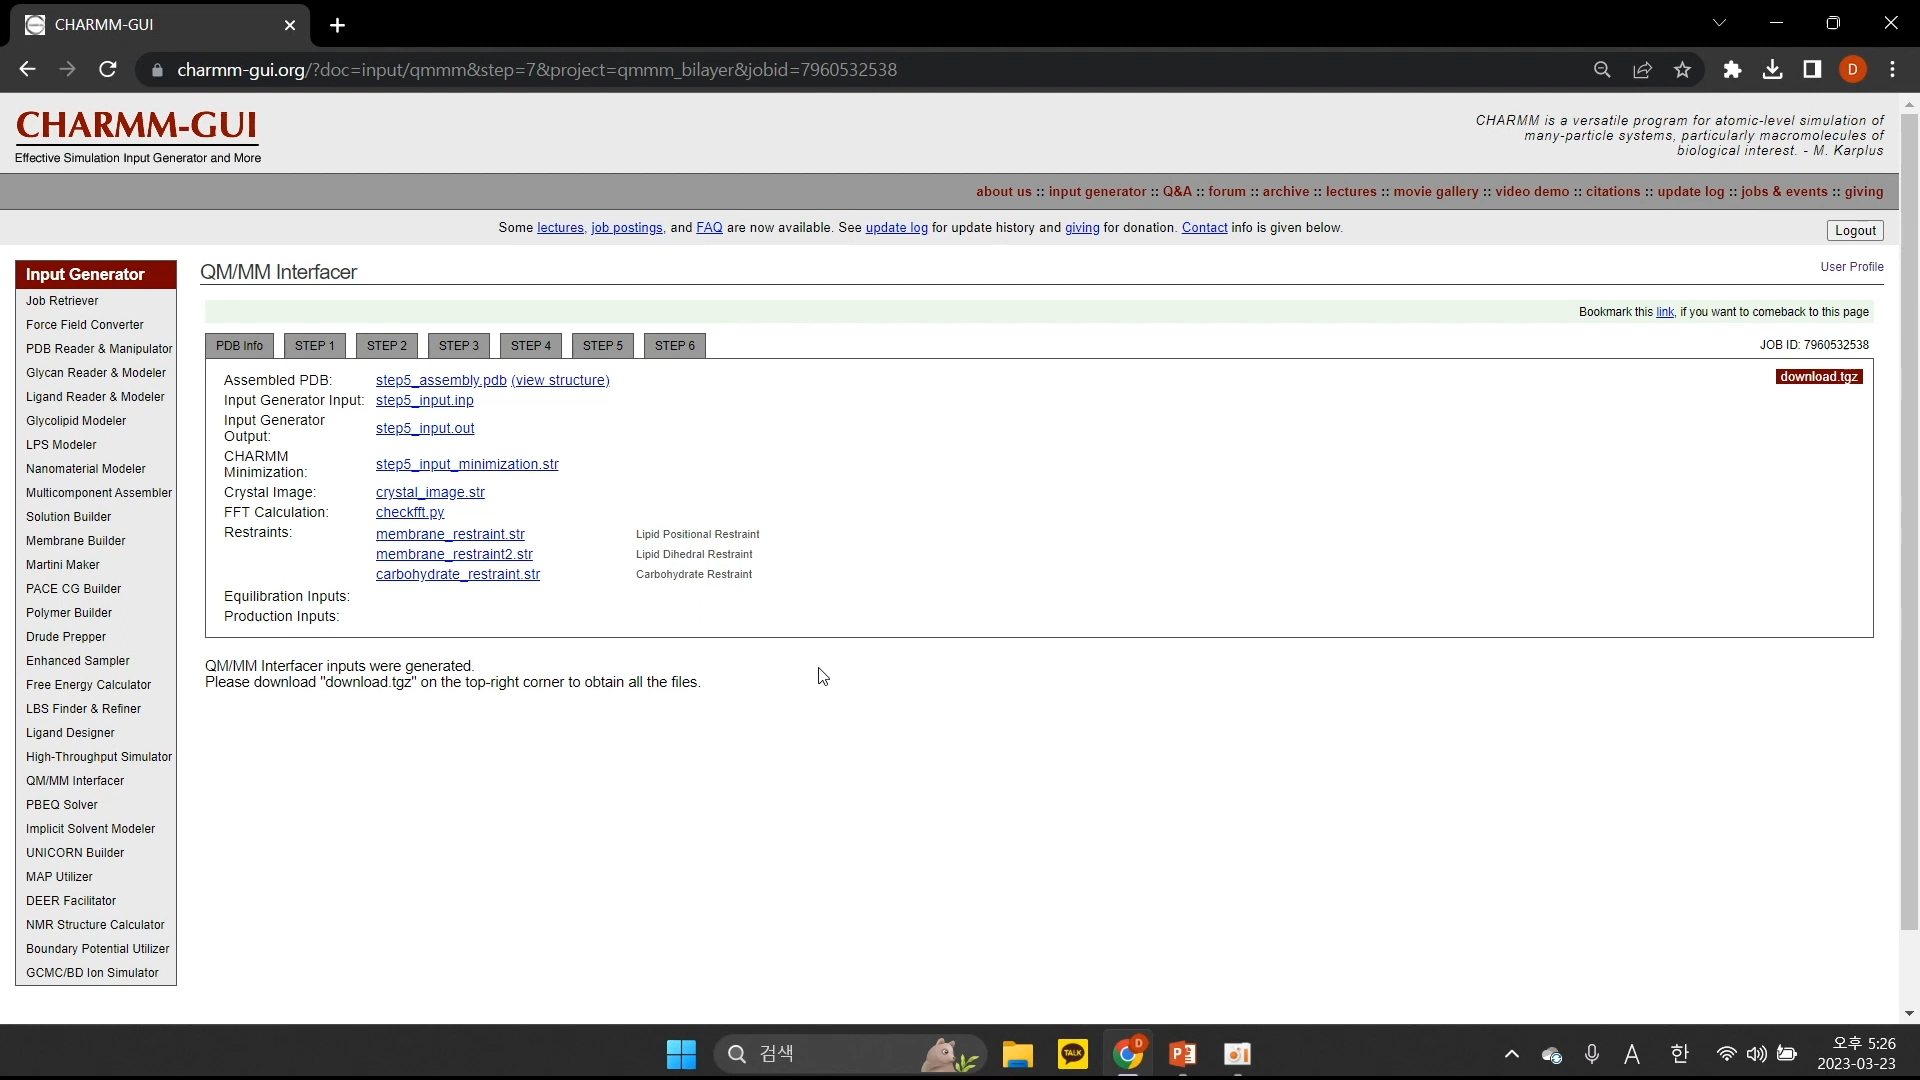 CHARMM-GUI
charmm-gui.org/?doc=input/qmmm&step=7&project=qmmm_bilayer&jobid=7960532538
D
CHARMM-GUI
Effective Simulation Input Generator and More
CHARMM is a versatile program for atomic-level simulation of
many-particle systems, particularly macromolecules of
biological interest. - M. Karplus
about us :: input generator :: Q&A :: forum :: archive :: lectures :: movie gallery :: video demo :: citations :: update log :: jobs & events :: giving
Some lectures, job postings, and FAQ are now available. See update log for update history and giving for donation. Contact info is given below.
Logout
Input Generator
Job Retriever
Force Field Converter
PDB Reader & Manipulator
Glycan Reader & Modeler
Ligand Reader & Modeler
Glycolipid Modeler
LPS Modeler
Nanomaterial Modeler
Multicomponent Assembler
Solution Builder
Membrane Builder
Martini Maker
PACE CG Builder
Polymer Builder
Drude Prepper
Enhanced Sampler
Free Energy Calculator
LBS Finder & Refiner
Ligand Designer
High-Throughput Simulator
QM/MM Interfacer
PBEQ Solver
Implicit Solvent Modeler
UNICORN Builder
MAP Utilizer
DEER Facilitator
NMR Structure Calculator
Boundary Potential Utilizer
GCMC/BD Ion Simulator
QM/MM Interfacer
User Profile
Bookmark this link, if you want to comeback to this page
PDB Info STEP 1 STEP 2 STEP 3 STEP 4 STEP 5 STEP 6
JOB ID: 7960532538
download.tgz
Assembled PDB: step5_assembly.pdb (view structure)
Input Generator Input: step5_input.inp
Input Generator
Output: step5_input.out
CHARMM
Minimization: step5_input_minimization.str
Crystal Image: crystal_image.str
FFT Calculation: checkfft.py
Restraints: membrane_restraint.str Lipid Positional Restraint
membrane_restraint2.str Lipid Dihedral Restraint
carbohydrate_restraint.str Carbohydrate Restraint
Equilibration Inputs:
Production Inputs:
QM/MM Interfacer inputs were generated.
Please download "download.tgz" on the top-right corner to obtain all the files.
검색
TALK
D
A
한
오후 5:26
2023-03-23